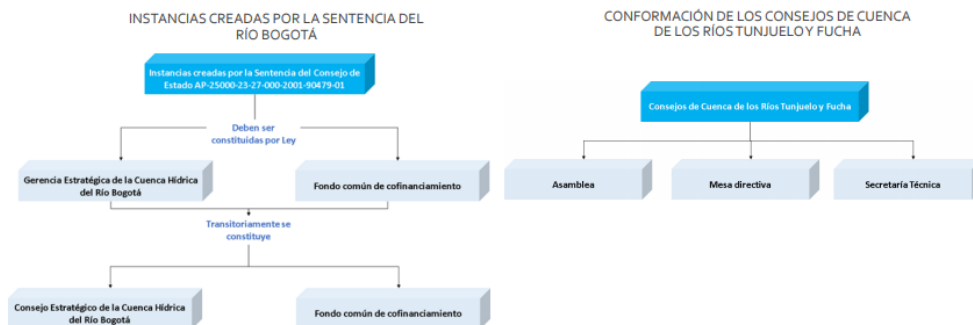 INSTANCIAS CREADAS POR LA SENTENCIA DEL
RÍO BOGOTÁ
Instancias creadas por la Sentencia del Consejo de
Estado AP-25000-23-27-000-2001-90479-01
Deben ser
constituidas por Ley
Gerencia Estratégica de la Cuenca Hídrica
del Río Bogotá
Fondo común de cofinanciamiento
Transitoriamente se
constituye
Consejo Estratégico de la Cuenca Hídrica
del Río Bogotá
Fondo común de cofinanciamiento
CONFORMACIÓN DE LOS CONSEJOS DE CUENCA
DE LOS RÍOS TUNJUELO Y FUCHA
Consejos de Cuenca de los Ríos Tunjuelo y Fucha
Asamblea
Mesa directiva
Secretaría Técnica